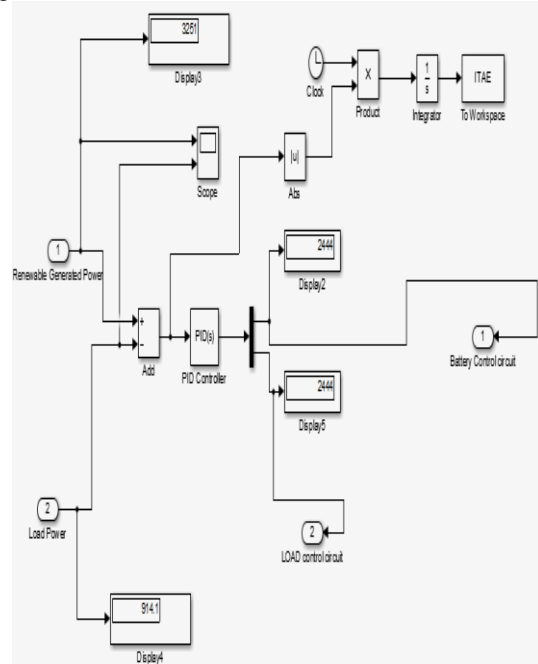 3251
Display3
Clock
X
Product
1
s
Integrator
ITAE
To Workspace
Scope
|u|
Abs
1
Renewable Generated Power
2444
Display2
+
−
Add
PID(s)
PID Controller
1
Battery Control circuit
2444
Display5
2
Load Power
2
LOAD control circuit
914.1
Display4